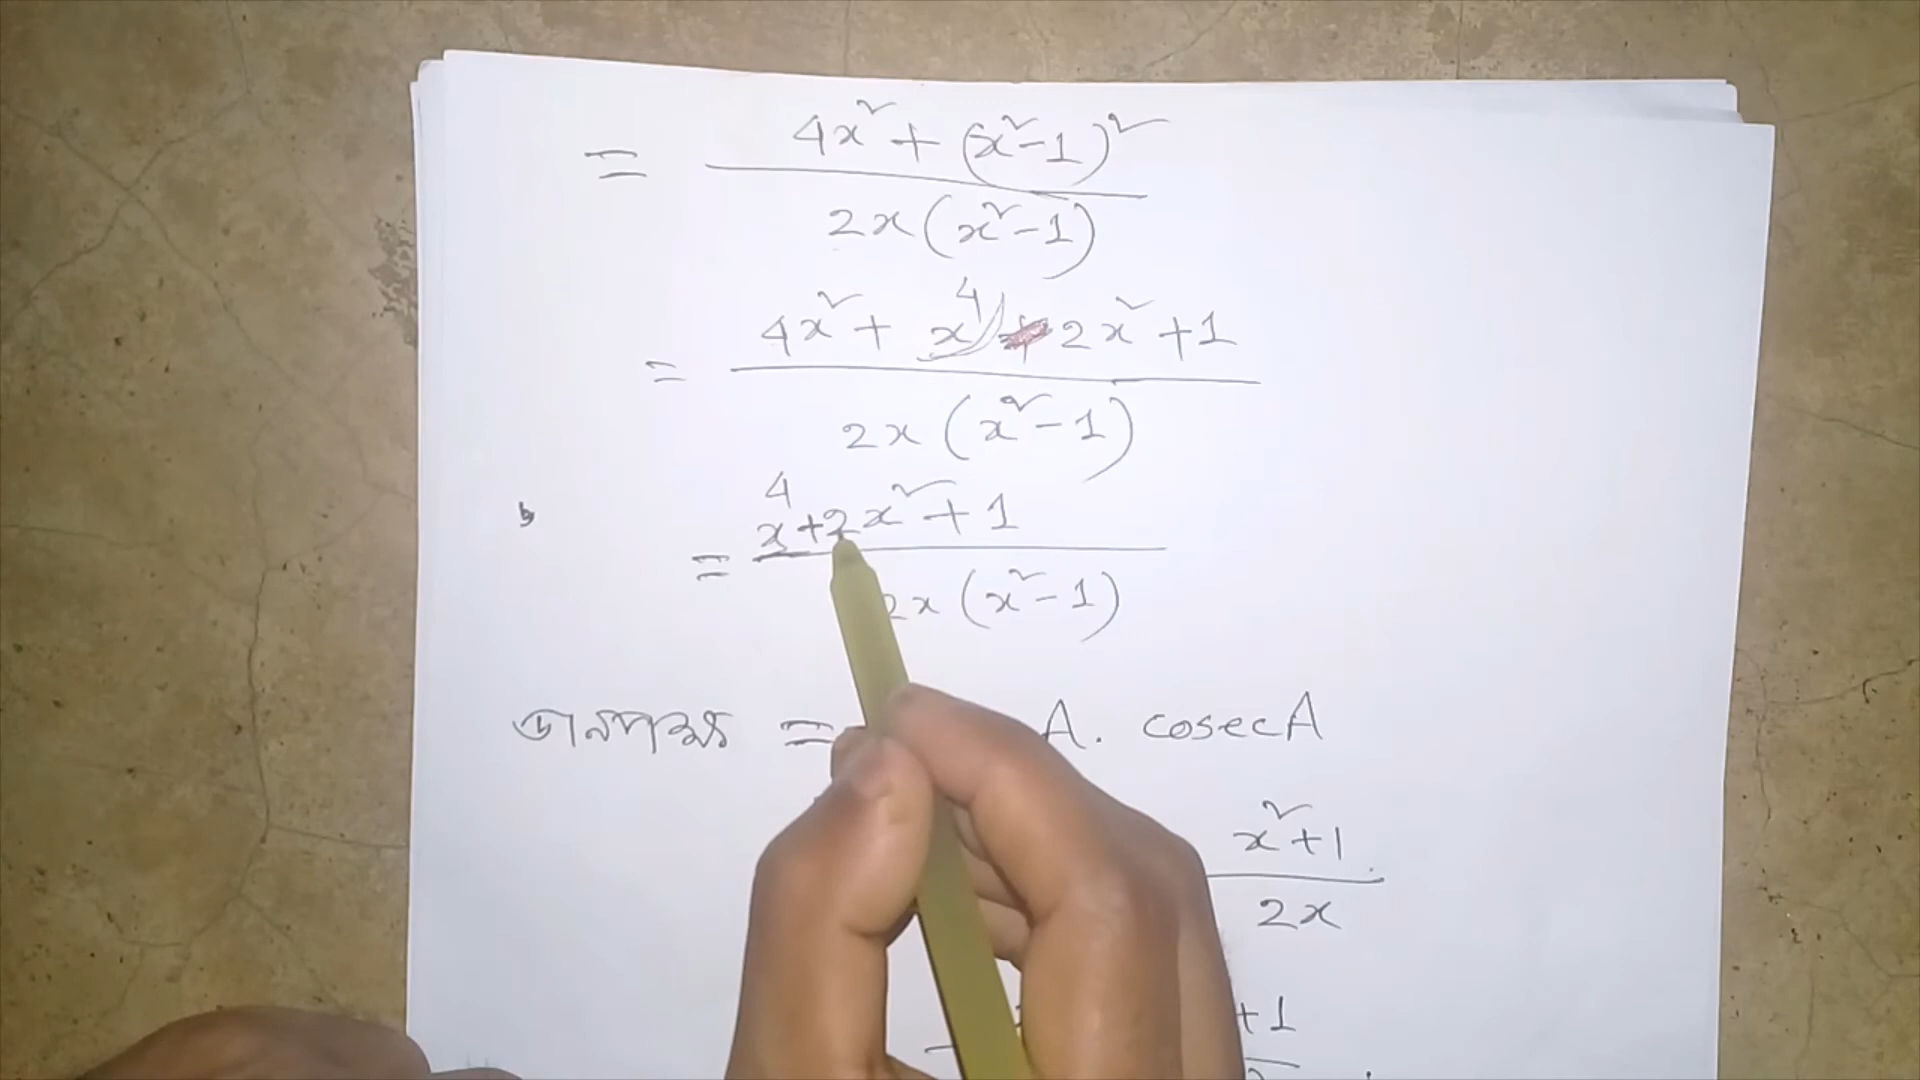 = 4x² + (x²-1)² / 2x(x²-1)
= 4x² + x⁴ - 2x² + 1 / 2x(x²-1)
= x⁴+2x²+1 / 2x(x²-1)
ডানপক্ষ = A. cosecA
x²+1 / 2x
+1